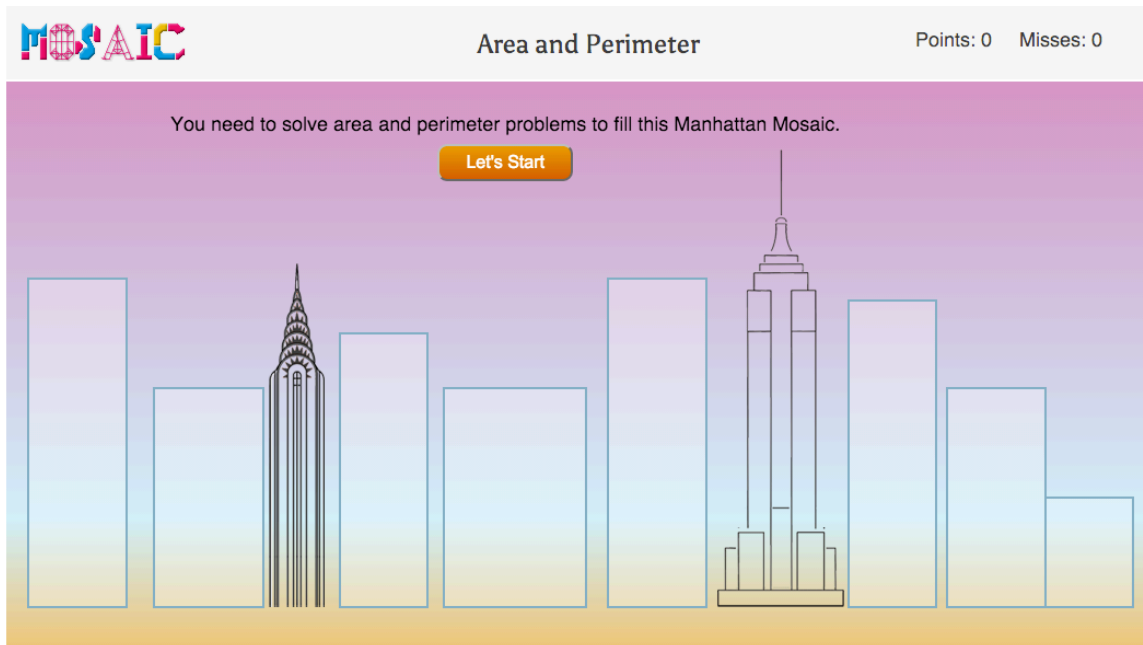 MOSAIC
Area and Perimeter
Points: 0 Misses: 0
You need to solve area and perimeter problems to fill this Manhattan Mosaic.
Let's Start